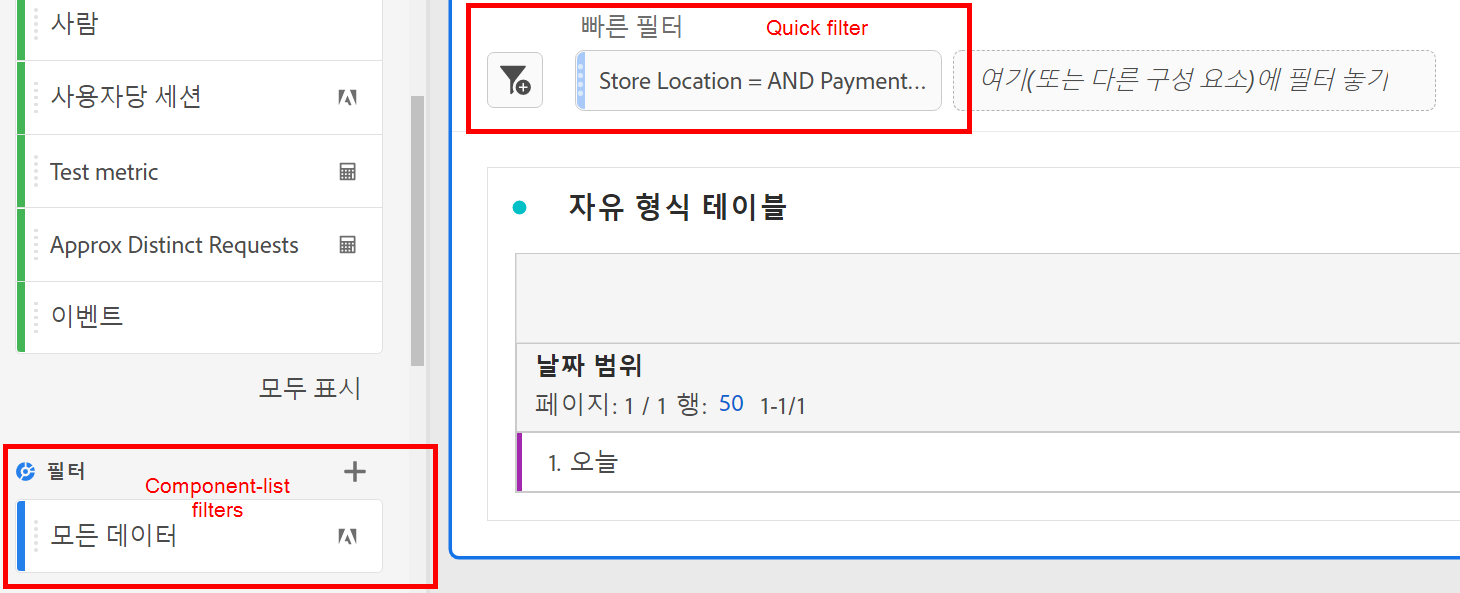 사람
사용자당 세션
Test metric
Approx Distinct Requests
이벤트
모두 표시
필터
Component-list
filters
모든 데이터
빠른 필터
Quick filter
Store Location = AND Payment...
여기(또는 다른 구성 요소)에 필터 놓기
자유 형식 테이블
날짜 범위
페이지: 1 / 1 행: 50 1-1/1
1. 오늘